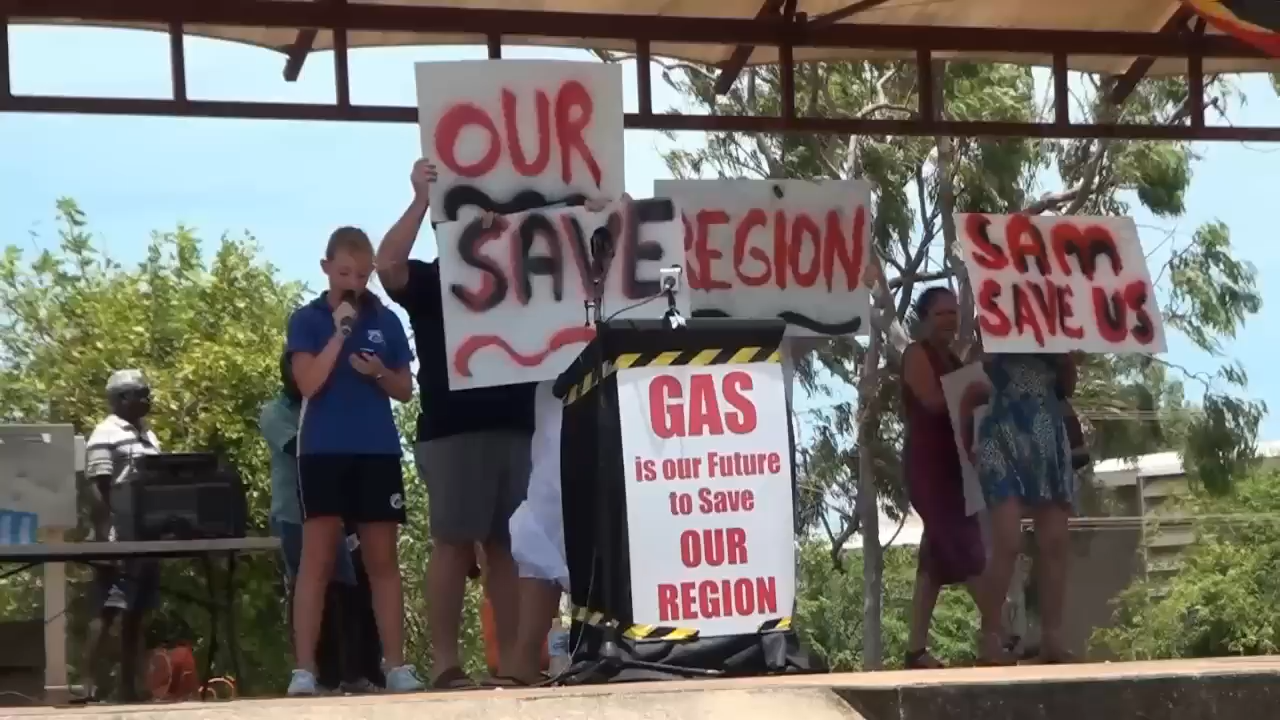 OUR
SAVE
REGION
SAM
SAVE US
GAS
is our Future
to Save
OUR
REGION